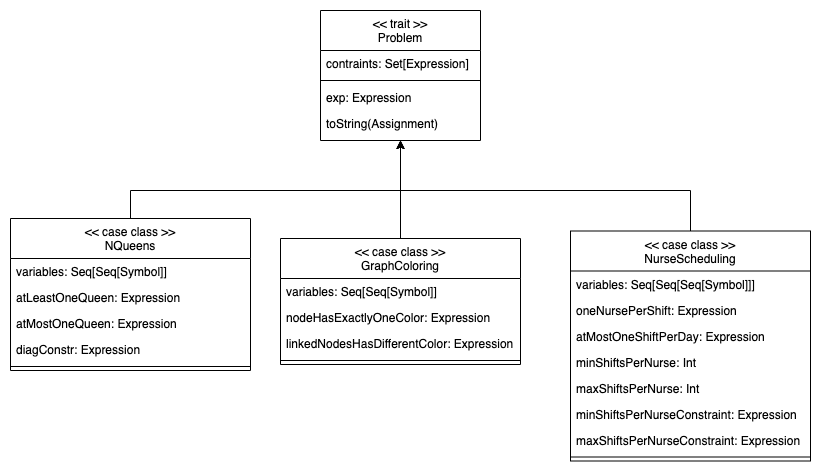 << trait >>
Problem
contraints: Set[Expression]
exp: Expression
toString(Assignment)
<< case class >>
NQueens
variables: Seq[Seq[Symbol]]
atLeastOneQueen: Expression
atMostOneQueen: Expression
diagConstr: Expression
<< case class >>
GraphColoring
variables: Seq[Seq[Symbol]]
nodeHasExactlyOneColor: Expression
linkedNodesHasDifferentColor: Expression
<< case class >>
NurseScheduling
variables: Seq[Seq[Seq[Symbol]]]
oneNursePerShift: Expression
atMostOneShiftPerDay: Expression
minShiftsPerNurse: Int
maxShiftsPerNurse: Int
minShiftsPerNurseConstraint: Expression
maxShiftsPerNurseConstraint: Expression